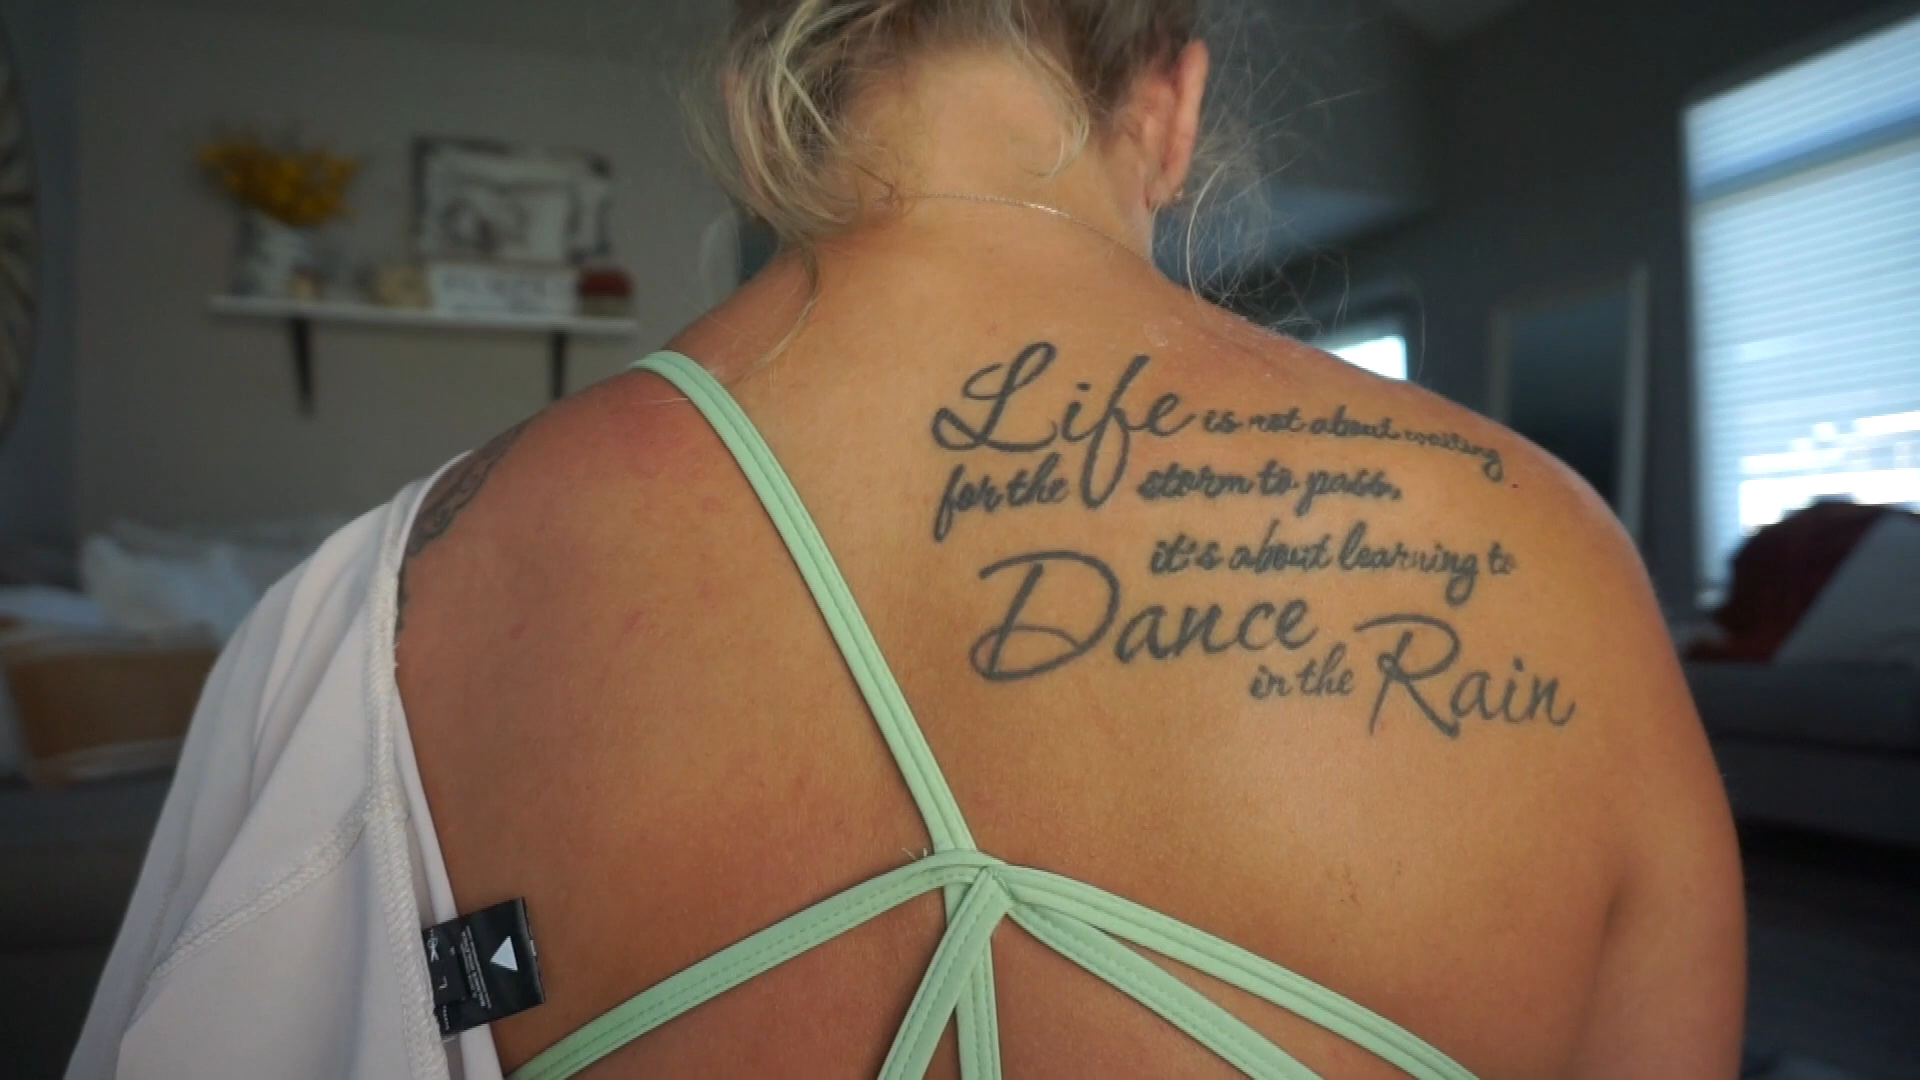 Life is not about waiting
for the storm to pass,
it's about learning to
Dance
in the Rain
L